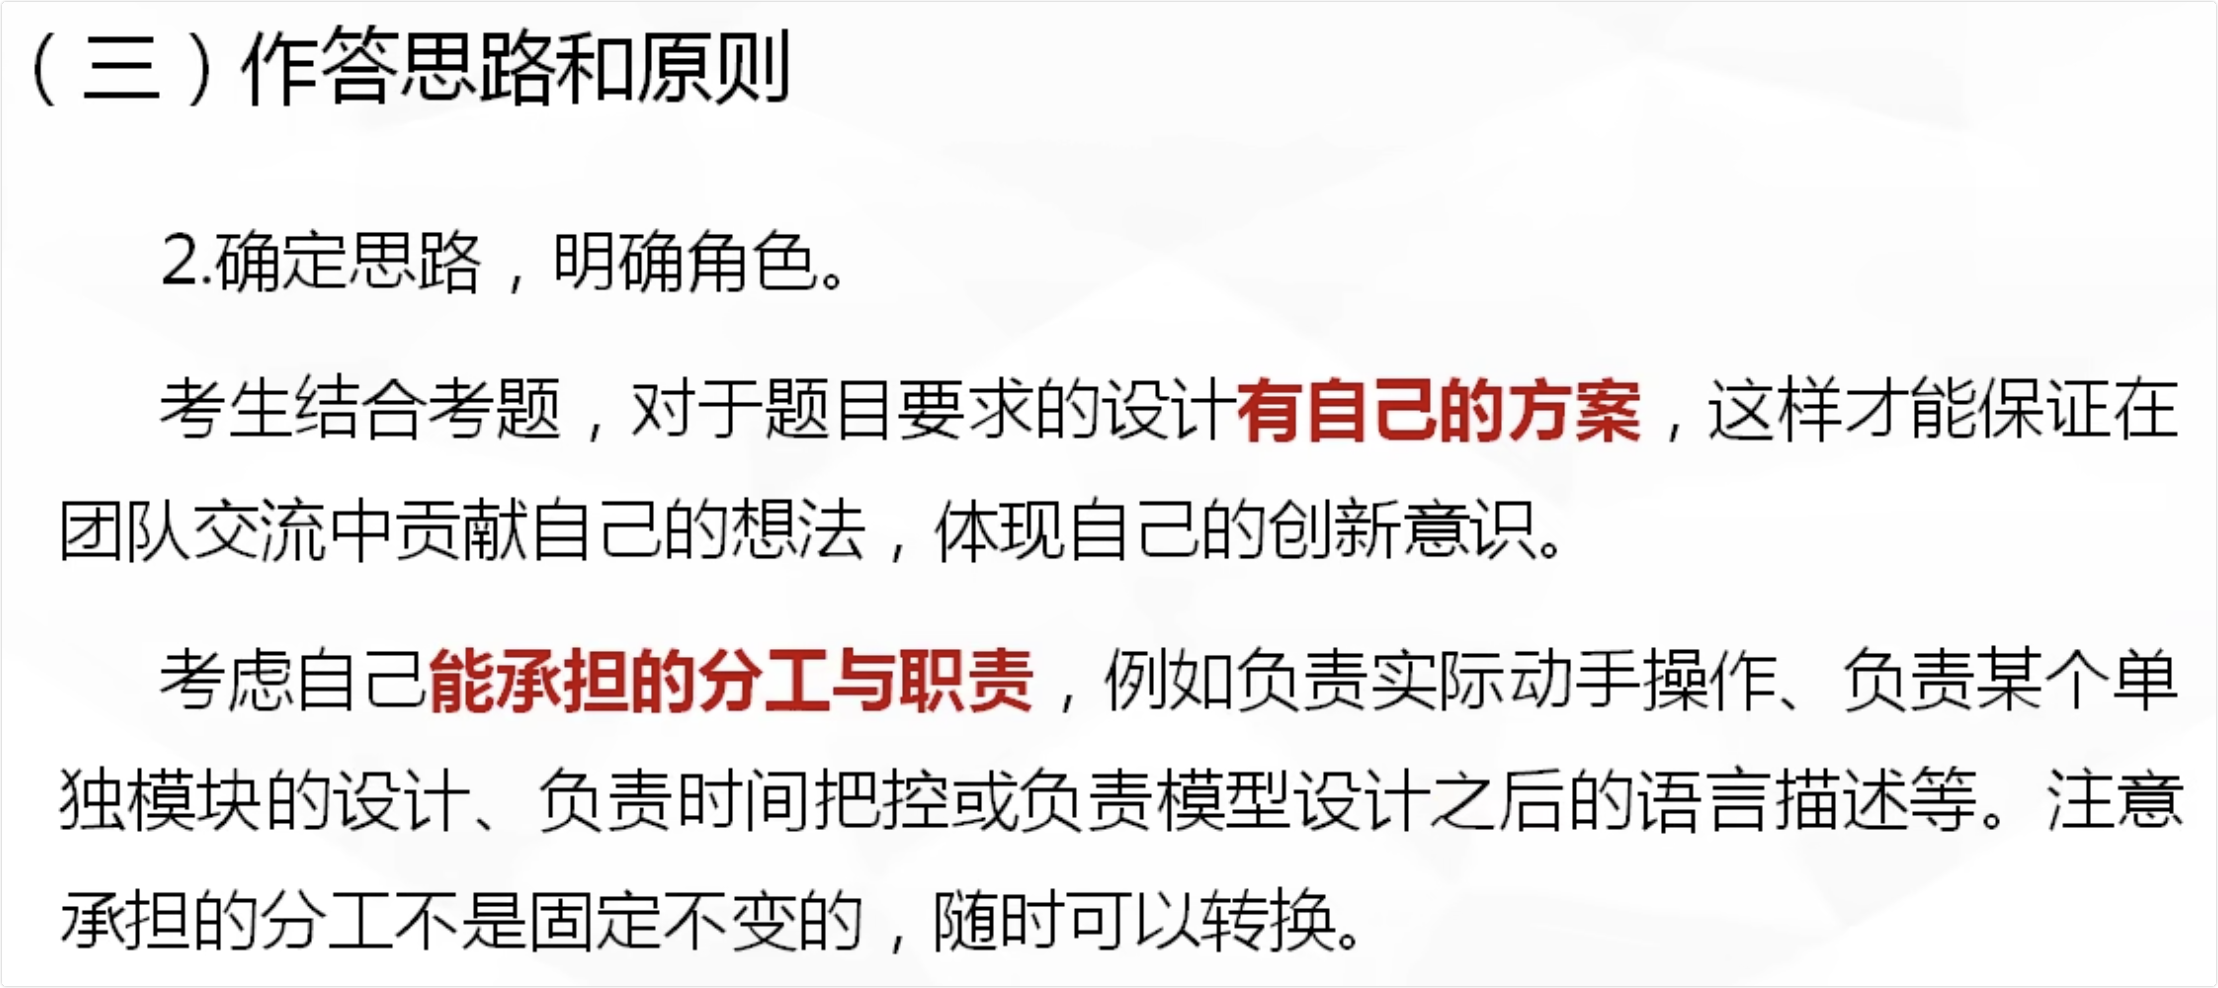 （三）作答思路和原则
2.确定思路，明确角色。
考生结合考题，对于题目要求的设计有自己的方案，这样才能保证在
团队交流中贡献自己的想法，体现自己的创新意识。
考虑自己能承担的分工与职责，例如负责实际动手操作、负责某个单
独模块的设计、负责时间把控或负责模型设计之后的语言描述等。注意
承担的分工不是固定不变的，随时可以转换。